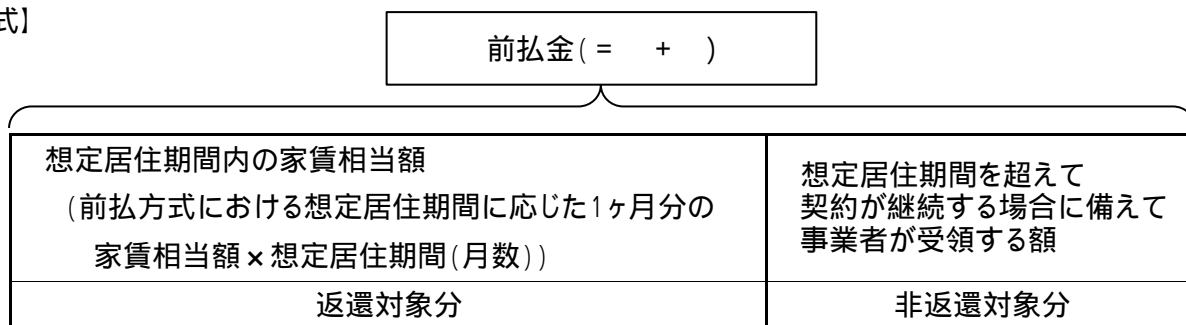 式】
前払金(=　+　)
想定居住期間内の家賃相当額
(前払方式における想定居住期間に応じた1ヶ月分の
家賃相当額×想定居住期間(月数))
想定居住期間を超えて
契約が継続する場合に備えて
事業者が受領する額
返還対象分
非返還対象分